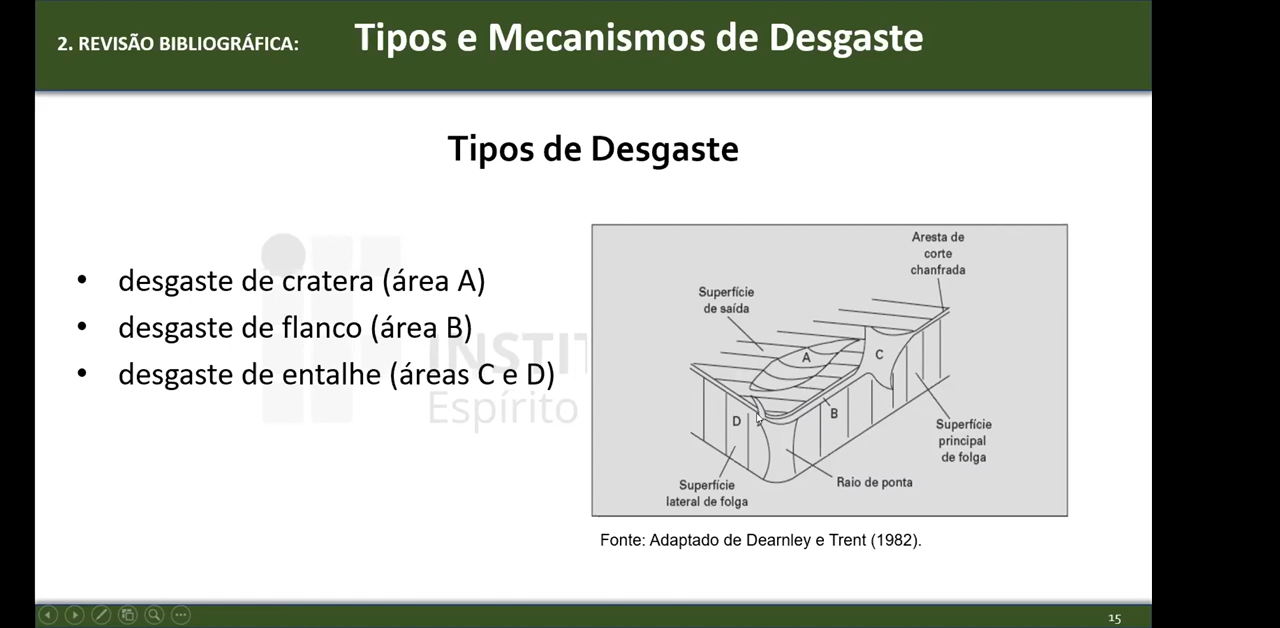 2. REVISÃO BIBLIOGRÁFICA:
Tipos e Mecanismos de Desgaste
Tipos de Desgaste
• desgaste de cratera (área A)
• desgaste de flanco (área B)
• desgaste de entalhe (áreas C e D)
INSTIT
Espírito
Aresta de
corte
chanfrada
Superfície
de saída
A
C
B
D
Superfície
principal
de folga
Raio de ponta
Superfície
lateral de folga
Fonte: Adaptado de Dearnley e Trent (1982).
15